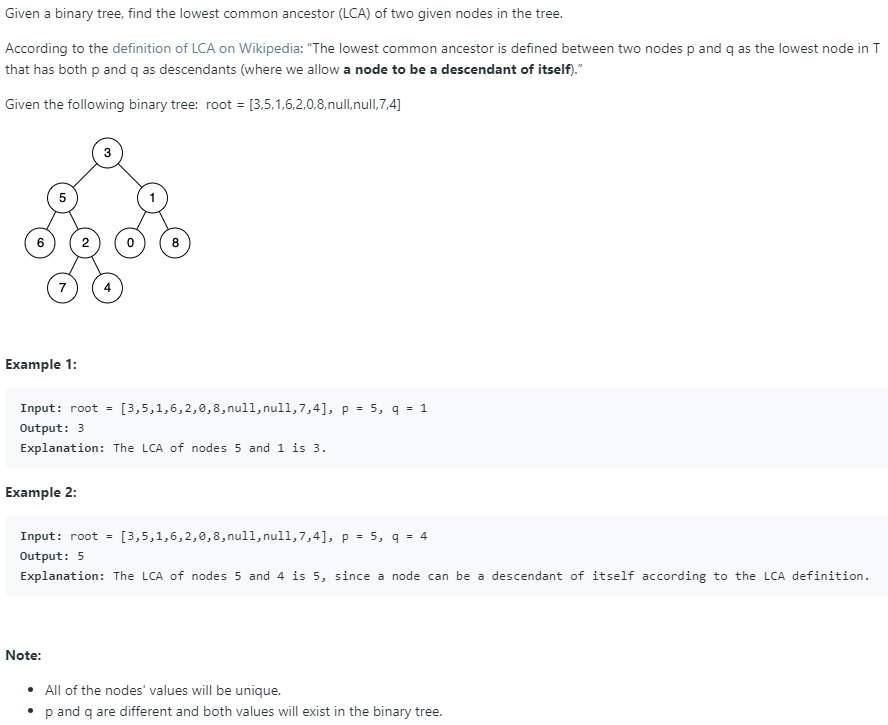 Given a binary tree, find the lowest common ancestor (LCA) of two given nodes in the tree.
According to the definition of LCA on Wikipedia: “The lowest common ancestor is defined between two nodes p and q as the lowest node in T
that has both p and q as descendants (where we allow a node to be a descendant of itself).”
Given the following binary tree:  root = [3,5,1,6,2,0,8,null,null,7,4]
3
5 1
6 2 0 8
7 4
Example 1:
Input: root = [3,5,1,6,2,0,8,null,null,7,4], p = 5, q = 1
Output: 3
Explanation: The LCA of nodes 5 and 1 is 3.
Example 2:
Input: root = [3,5,1,6,2,0,8,null,null,7,4], p = 5, q = 4
Output: 5
Explanation: The LCA of nodes 5 and 4 is 5, since a node can be a descendant of itself according to the LCA definition.
Note:
• All of the nodes' values will be unique.
• p and q are different and both values will exist in the binary tree.